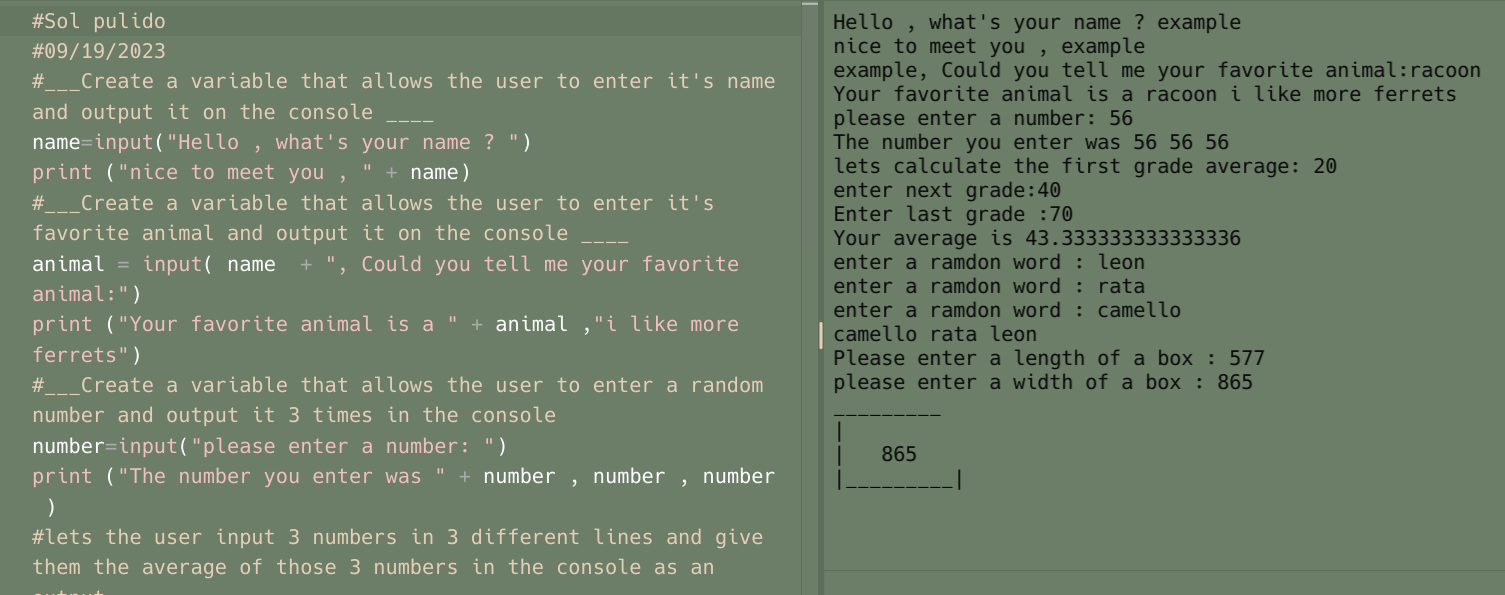 #Sol pulido
#09/19/2023
#___Create a variable that allows the user to enter it's name
and output it on the console ____
name=input("Hello , what's your name ? ")
print ("nice to meet you , " + name)
#___Create a variable that allows the user to enter it's
favorite animal and output it on the console ____
animal = input( name  + ", Could you tell me your favorite
animal:")
print ("Your favorite animal is a " + animal ,"i like more
ferrets")
#___Create a variable that allows the user to enter a random
number and output it 3 times in the console
number=input("please enter a number: ")
print ("The number you enter was " + number , number , number
)
#lets the user input 3 numbers in 3 different lines and give
them the average of those 3 numbers in the console as an
Hello , what's your name ? example
nice to meet you , example
example, Could you tell me your favorite animal:racoon
Your favorite animal is a racoon i like more ferrets
please enter a number: 56
The number you enter was 56 56 56
lets calculate the first grade average: 20
enter next grade:40
Enter last grade :70
Your average is 43.333333333333336
enter a ramdon word : leon
enter a ramdon word : rata
enter a ramdon word : camello
camello rata leon
Please enter a length of a box : 577
please enter a width of a box : 865
_________
|
|   865
|_________|